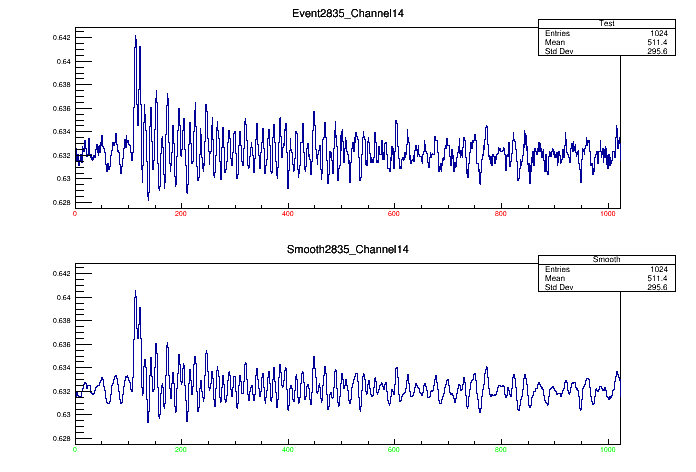 Event2835_Channel14
Test
Entries 1024
Mean 511.4
Std Dev 295.6
0.642
0.64
0.638
0.636
0.634
0.632
0.63
0.628
0 200 400 600 800 1000
Smooth2835_Channel14
Smooth
Entries 1024
Mean 511.4
Std Dev 295.6
0.642
0.64
0.638
0.636
0.634
0.632
0.63
0.628
0 200 400 600 800 1000